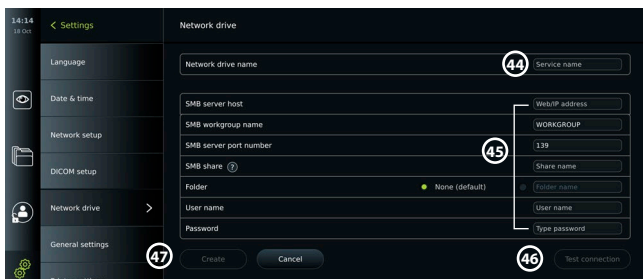 14:14
18 Oct
Settings
Network drive
Language
Date & time
Network setup
DICOM setup
Network drive
General settings
Network drive name
44
Service name
SMB server host
Web/IP address
SMB workgroup name
WORKGROUP
SMB server port number
45
139
SMB share ?
Share name
Folder
None (default)
Folder name
User name
User name
Password
Type password
47
Create
Cancel
46
Test connection